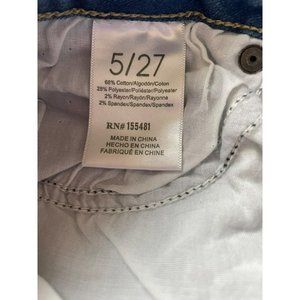 5/27
68% Cotton/Algodón/Coton
28% Polyester/Poliéster/Polyester
2% Rayon/Rayón/Rayonne
2% Spandex/Spandex/Spandex
RN# 155481
MADE IN CHINA
HECHO EN CHINA
FABRIQUÉ EN CHINE